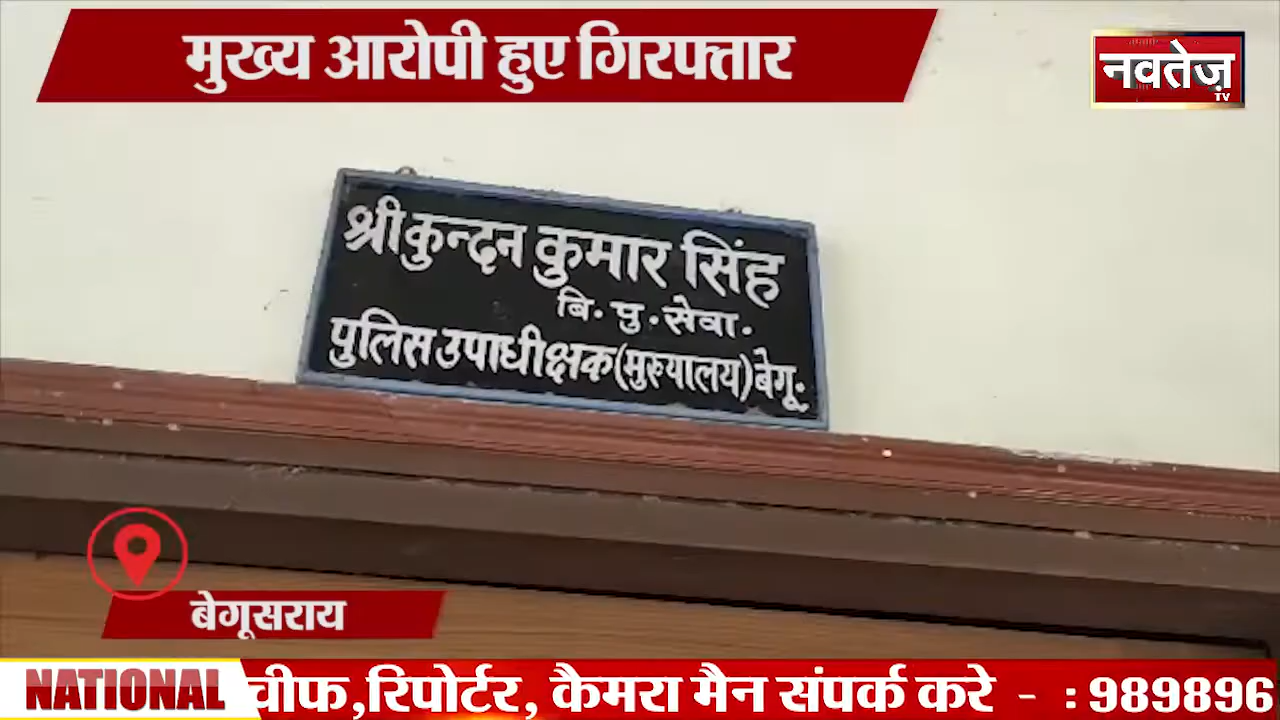 मुख्य आरोपी हुए गिरफ्तार
नवतेज़
TV
श्री कुन्दन कुमार सिंह
बि. पु. सेवा.
पुलिस उपाधीक्षक (मुख्यालय) बेगू.
बेगूसराय
NATIONAL
चीफ,रिपोर्टर, कैमरा मैन संपर्क करे - : 989896